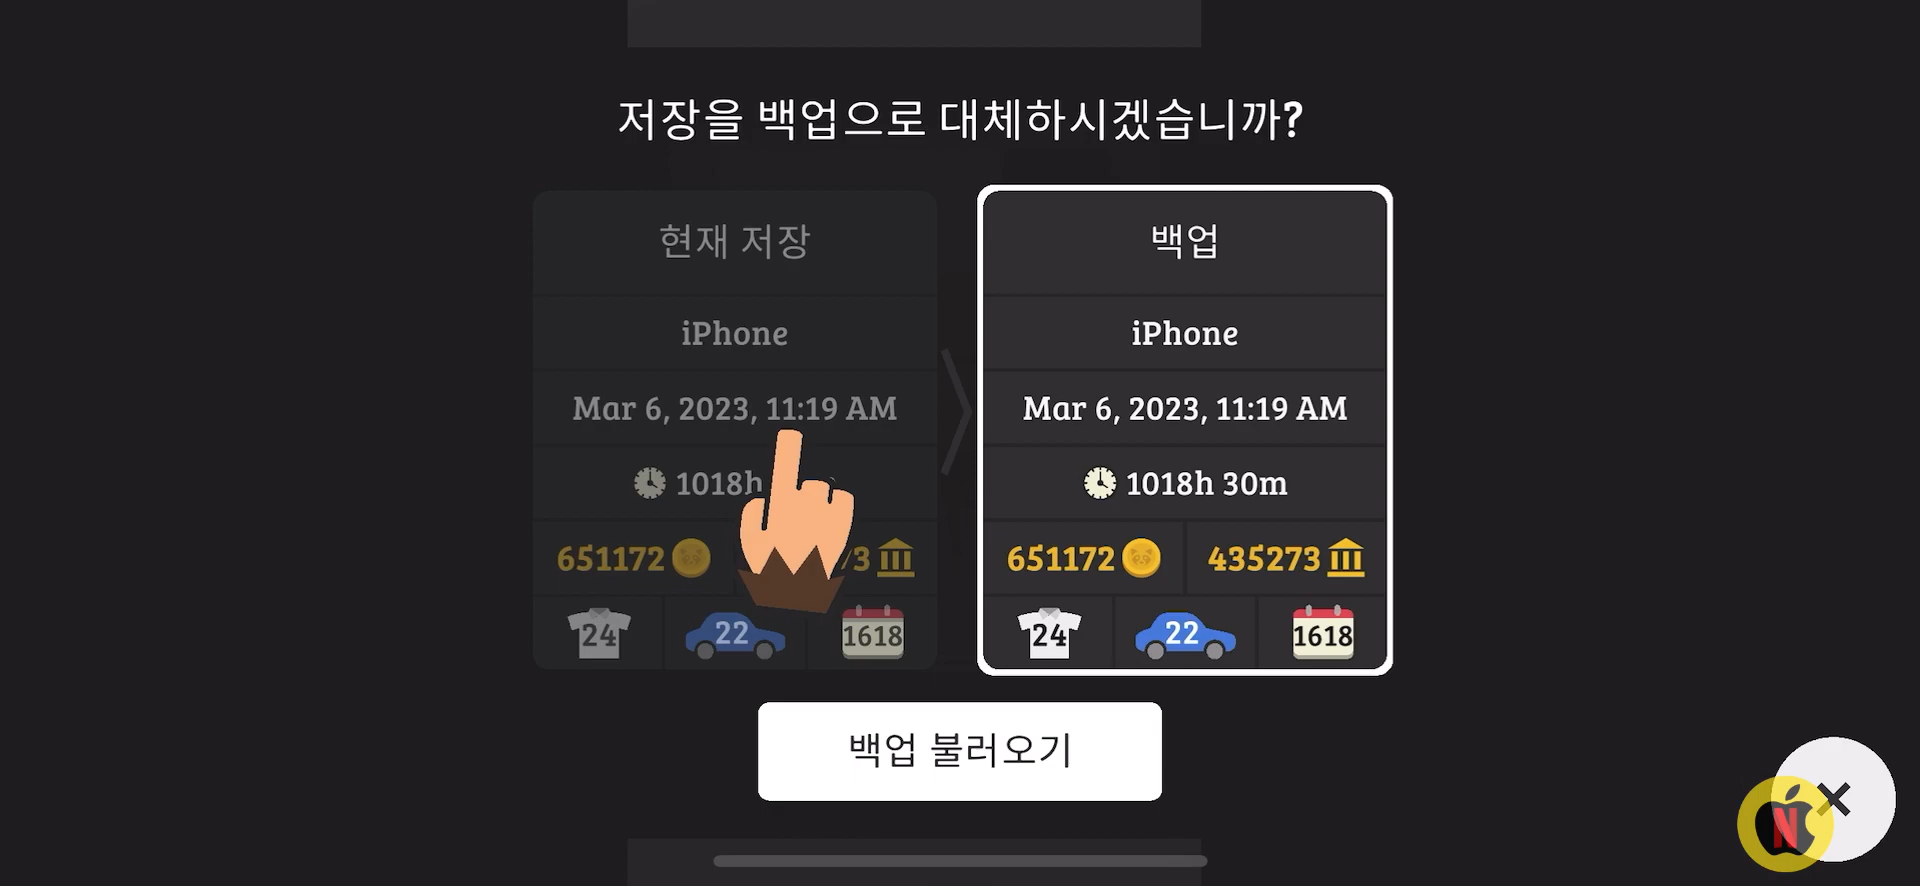 저장을 백업으로 대체하시겠습니까?
현재 저장
iPhone
Mar 6, 2023, 11:19 AM
1018h
651172
3
24
22
1618
백업
iPhone
Mar 6, 2023, 11:19 AM
1018h 30m
651172
435273
24
22
1618
백업 불러오기
N